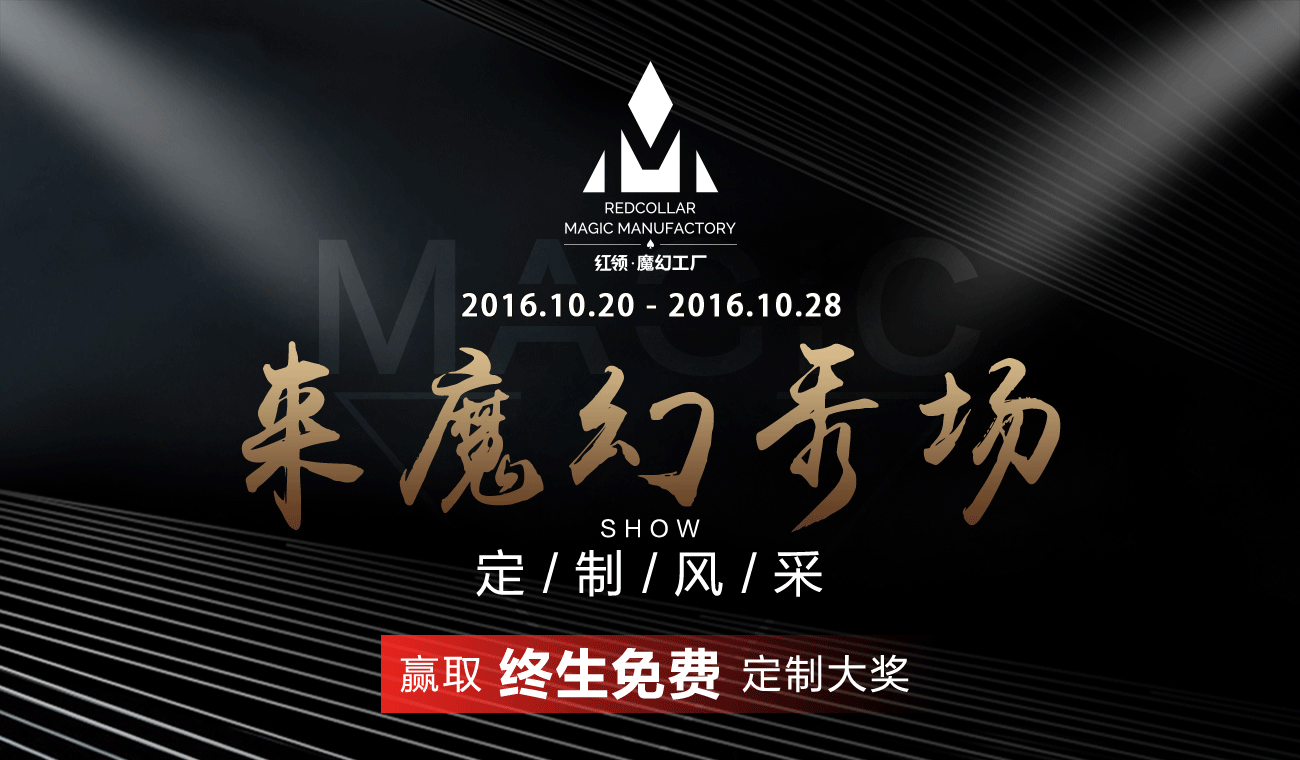 REDCOLLAR
MAGIC MANUFACTORY
红领·魔幻工厂
MAGIC
2016.10.20 - 2016.10.28
来魔幻秀场
SHOW
定/制/风/采
赢取 终生免费 定制大奖